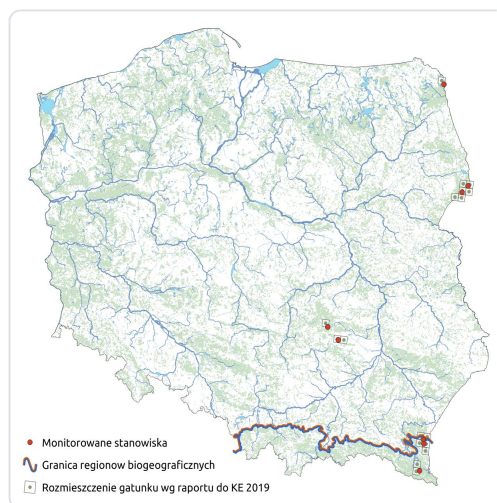 Monitorowane stanowiska
Granica regionow biogeograficznych
Rozmieszczenie gatunku wg raportu do KE 2019